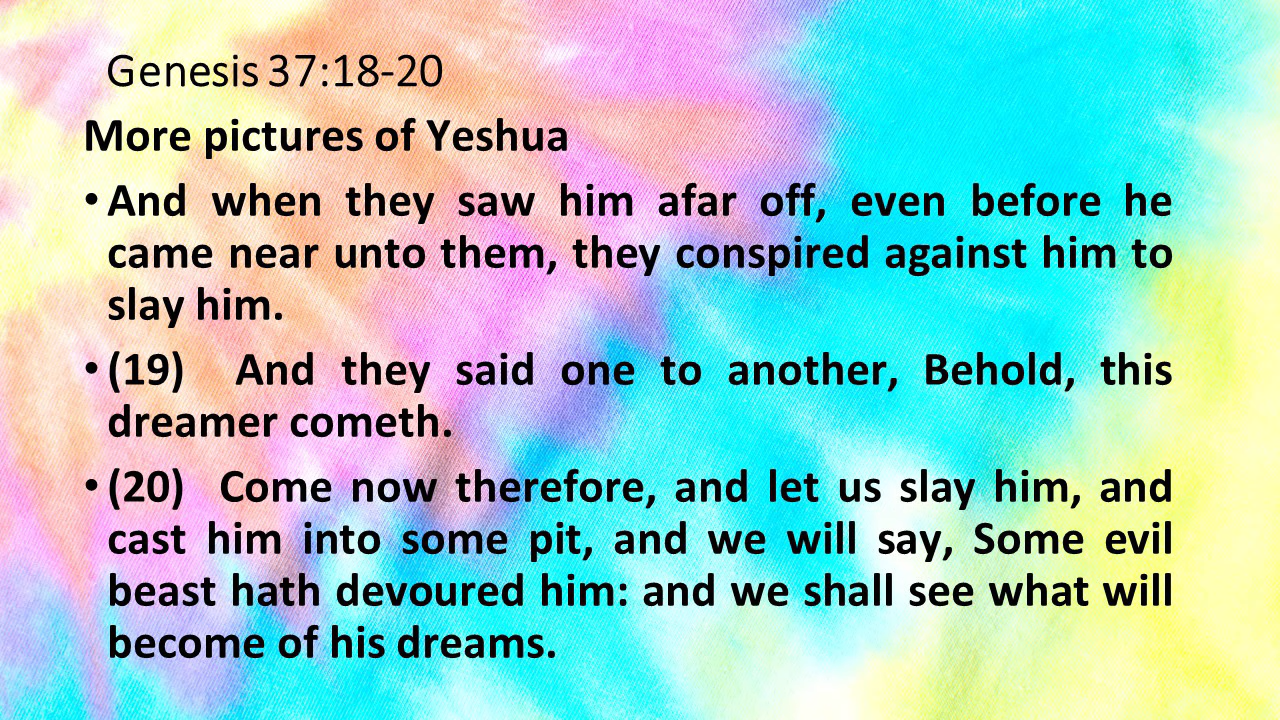 Genesis 37:18-20
More pictures of Yeshua
• And when they saw him afar off, even before he
came near unto them, they conspired against him to
slay him.
• (19) And they said one to another, Behold, this
dreamer cometh.
• (20) Come now therefore, and let us slay him, and
cast him into some pit, and we will say, Some evil
beast hath devoured him: and we shall see what will
become of his dreams.